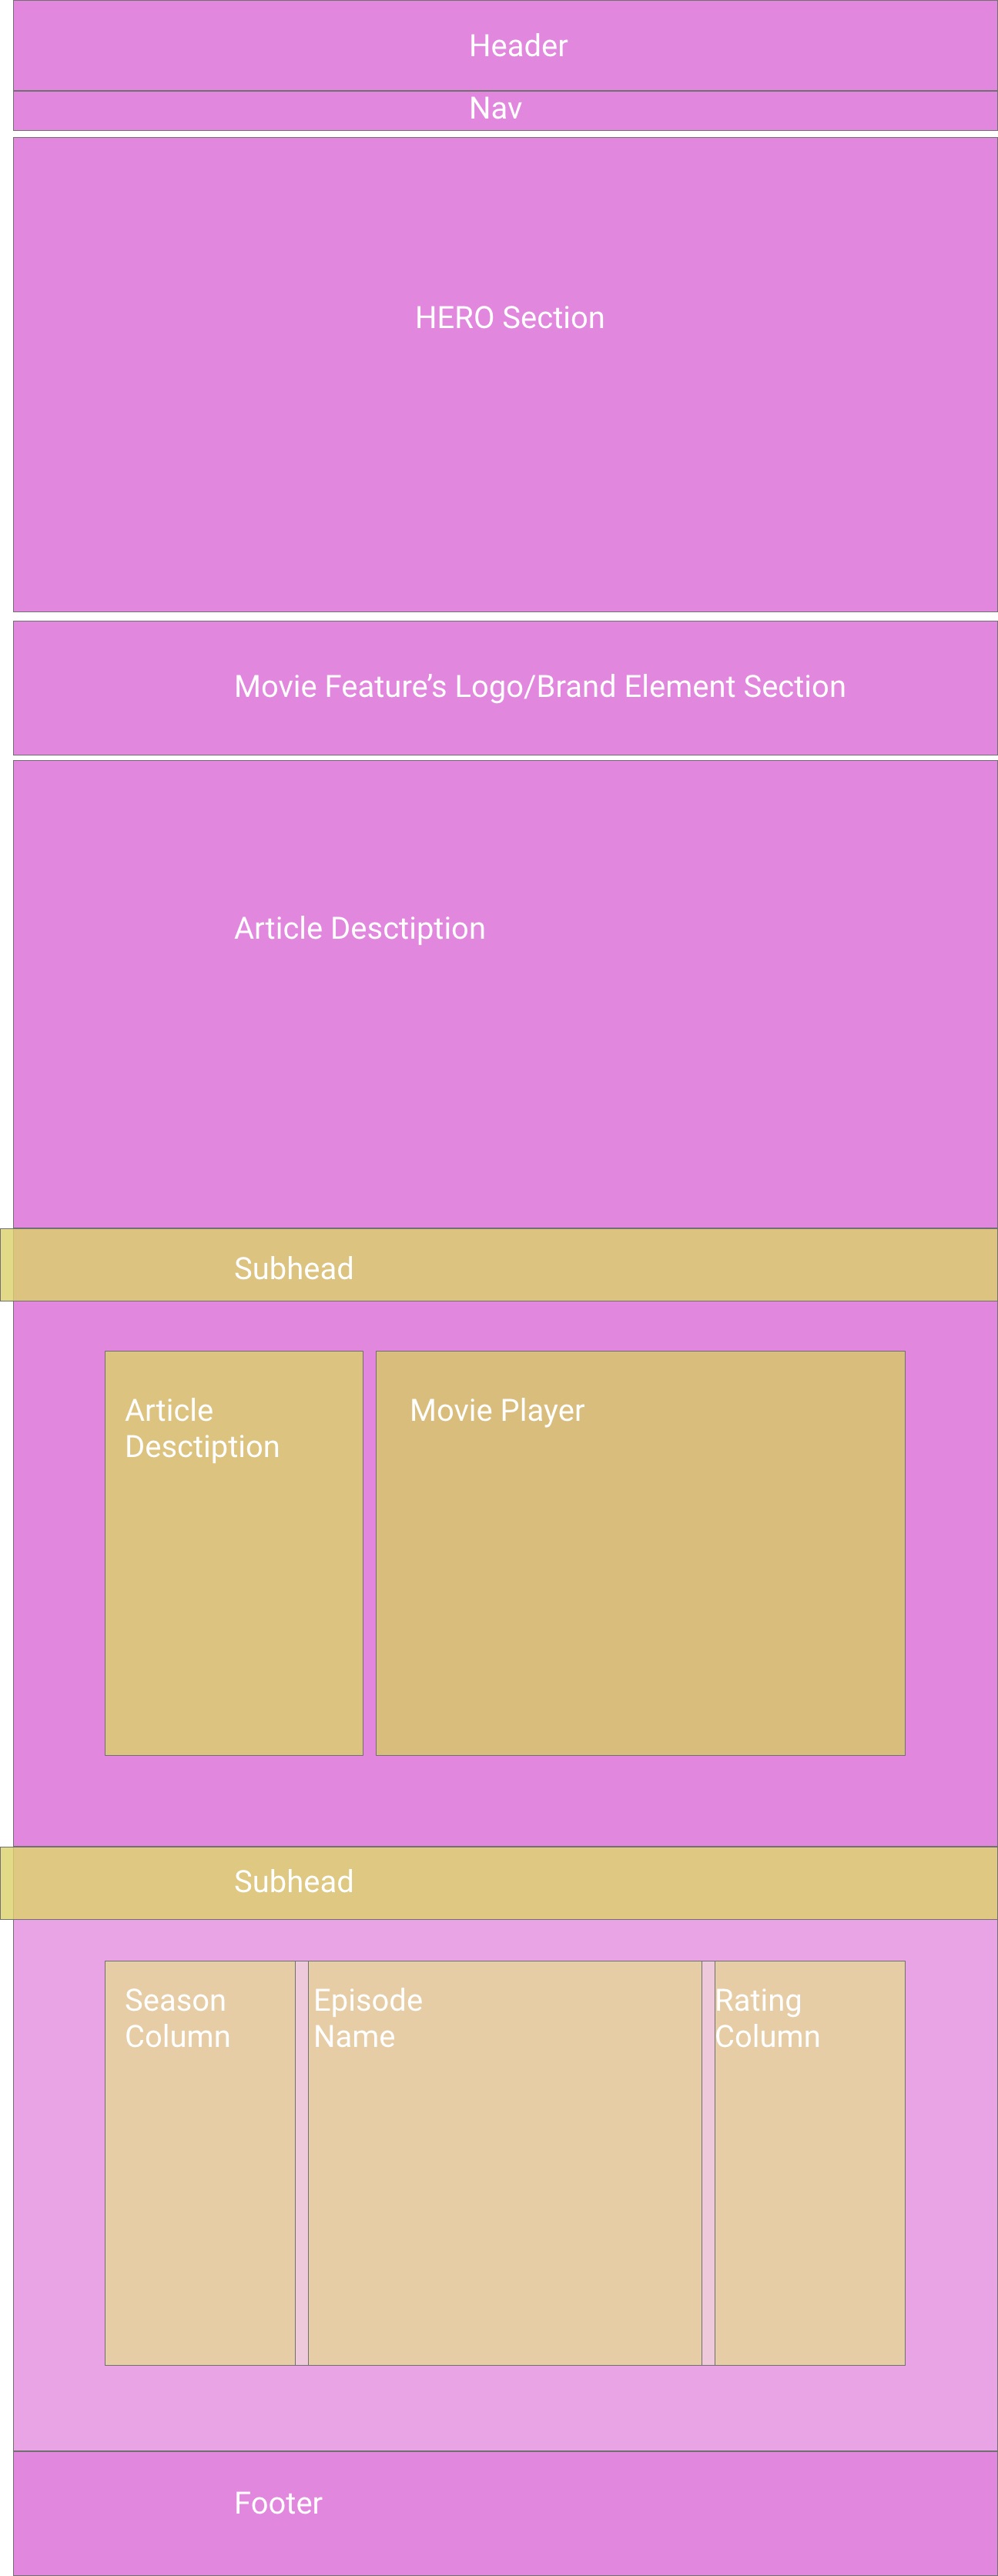 Header
Nav
HERO Section
Movie Feature’s Logo/Brand Element Section
Article Desctiption
Subhead
Article
Desctiption
Movie Player
Subhead
Season
Column
Episode
Name
Rating
Column
Footer